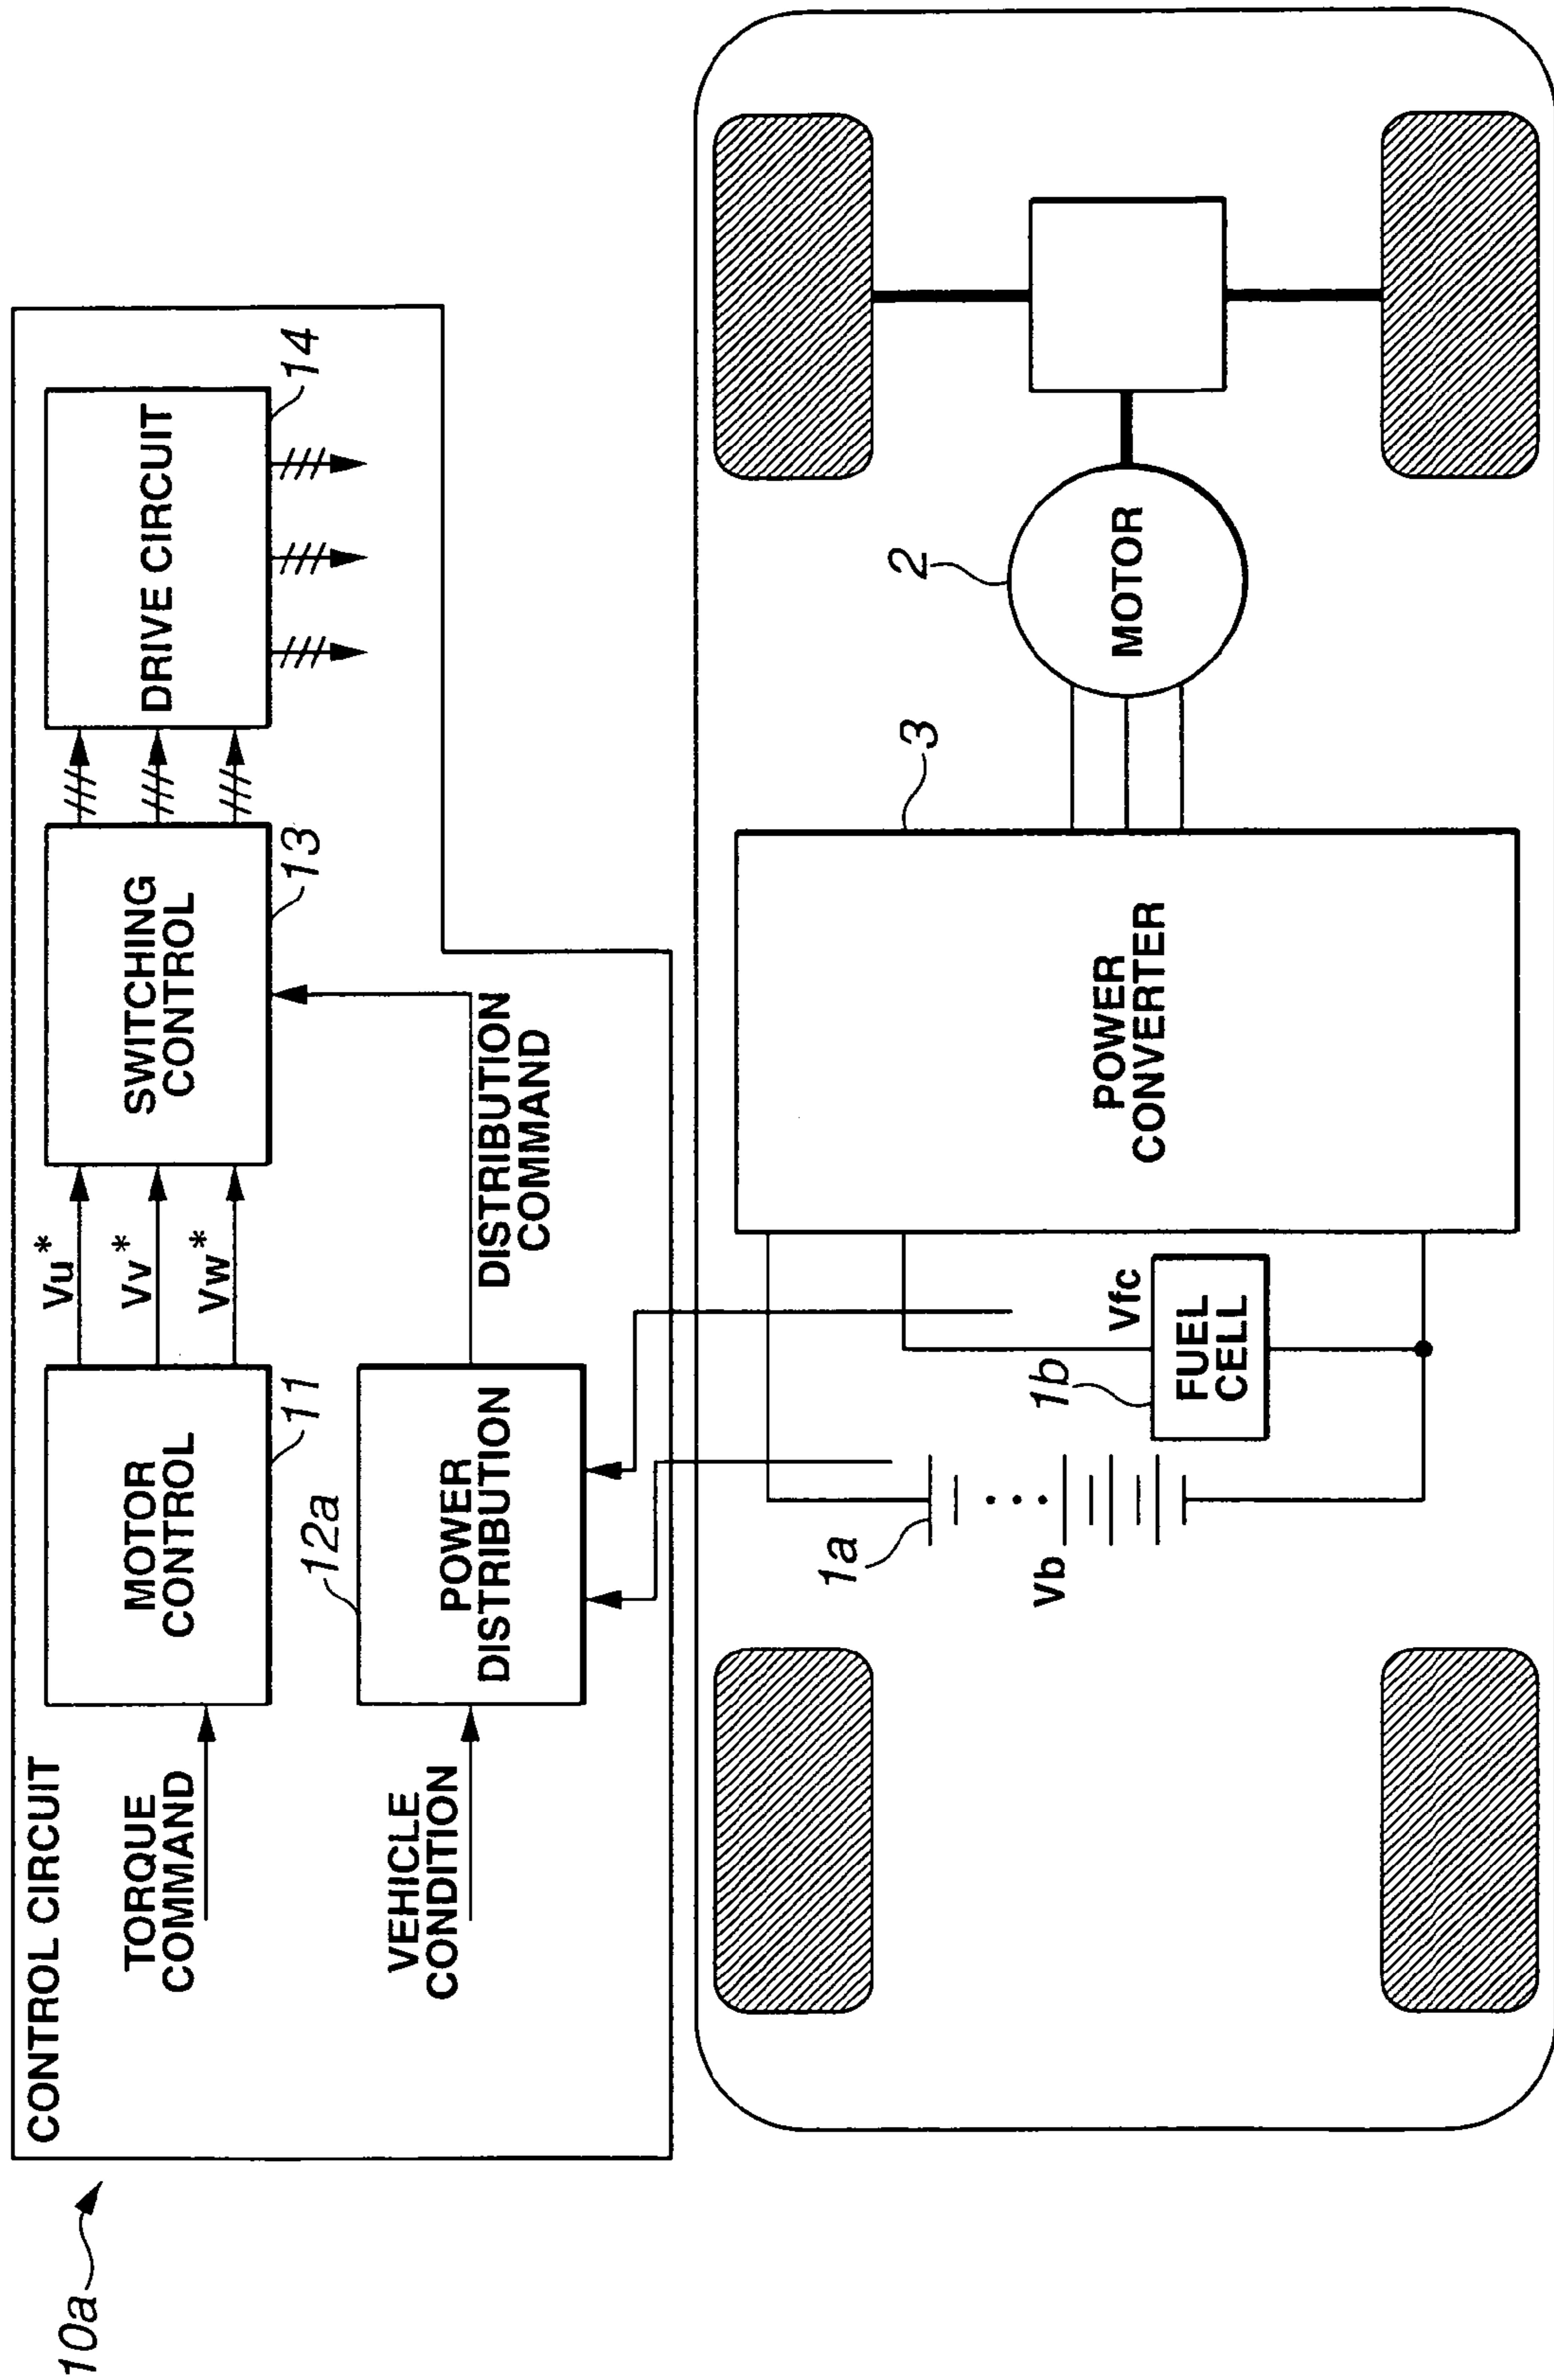 10a
CONTROL CIRCUIT
TORQUE
COMMAND
MOTOR
CONTROL
11
Vu*
Vv*
Vw*
SWITCHING
CONTROL
13
DRIVE CIRCUIT
14
VEHICLE
CONDITION
12a
POWER
DISTRIBUTION
DISTRIBUTION
COMMAND
1a
Vb
1b
Vfc
FUEL
CELL
POWER
CONVERTER
3
2
MOTOR